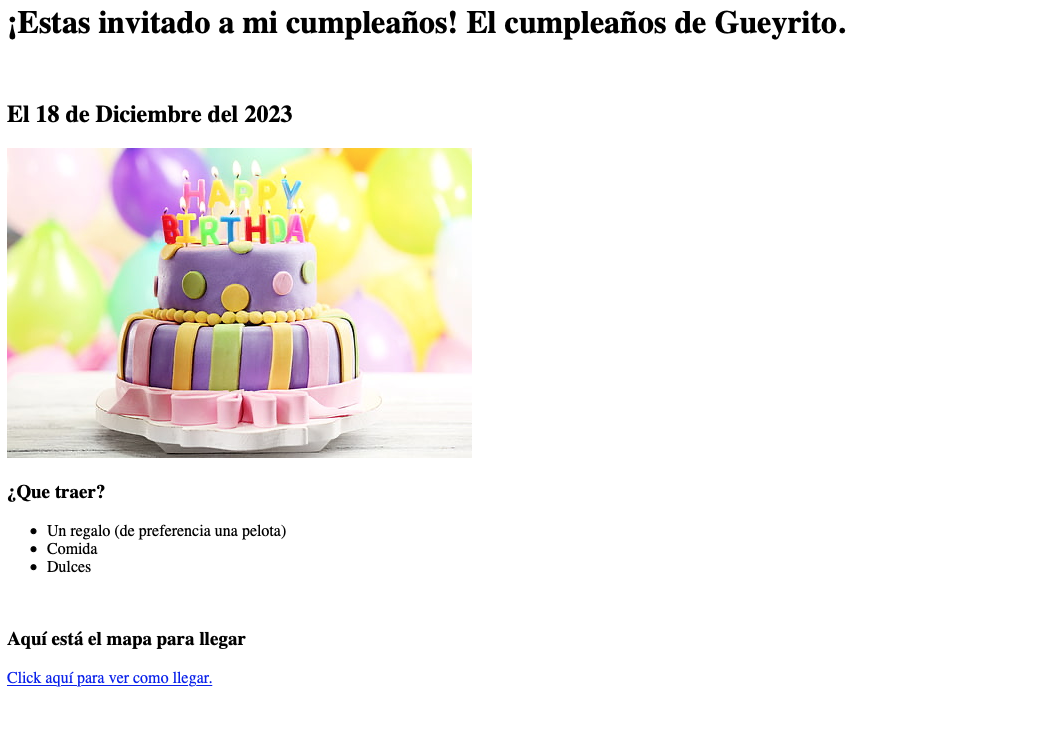 ¡Estas invitado a mi cumpleaños! El cumpleaños de Gueyrito.
El 18 de Diciembre del 2023
HAPPY
BIRTHDAY
¿Que traer?
Un regalo (de preferencia una pelota)
Comida
Dulces
Aquí está el mapa para llegar
Click aquí para ver como llegar.